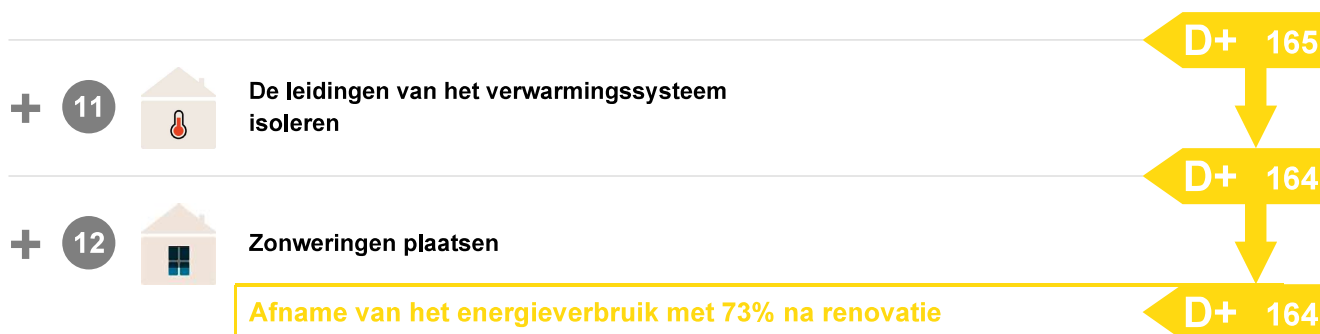 D+ 165
+ 11 De leidingen van het verwarmingssysteem
isoleren
D+ 164
+ 12 Zonweringen plaatsen
Afname van het energieverbruik met 73% na renovatie D+ 164